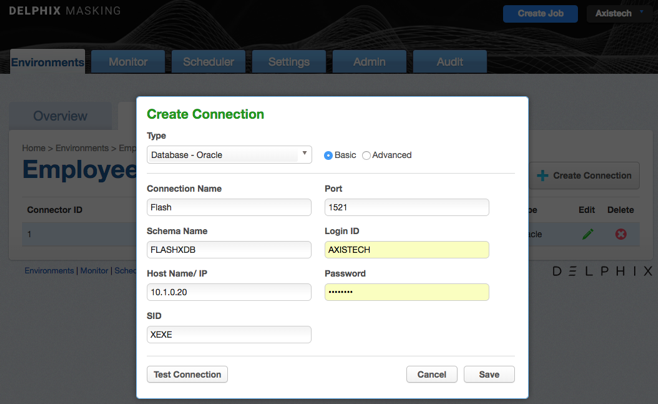 DELPHIX MASKING
Create Job
Axistech
Environments
Monitor
Scheduler
Settings
Admin
Audit
Overview
Home > Environments > Emp
Employee
Create Connection
Connector ID
Edit
Delete
1
Environments | Monitor | Sched
DELPHIX
Create Connection
Type
Database - Oracle
Basic
Advanced
Connection Name
Port
Flash
1521
Schema Name
Login ID
FLASHXDB
AXISTECH
Host Name/ IP
Password
10.1.0.20
••••••••
SID
XEXE
Test Connection
Cancel
Save